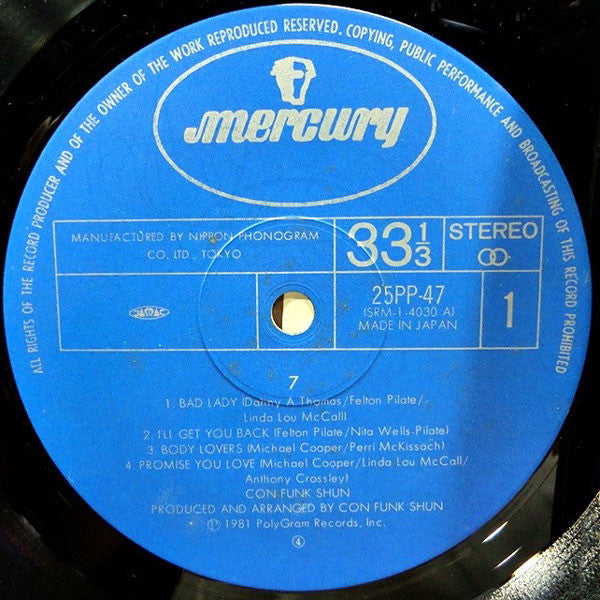 ALL RIGHTS OF THE RECORD PRODUCER AND OF THE OWNER OF THE WORK REPRODUCED RESERVED. COPYING, PUBLIC PERFORMANCE AND BROADCASTING OF THIS RECORD PROHIBITED
mercury
MANUFACTURED BY NIPPON PHONOGRAM
CO. LTD., TOKYO
33 1/3
STEREO
JASRAC
25PP-47
(SRM-1-4030 A)
MADE IN JAPAN
1
7
1. BAD LADY (Danny A Thomas/Felton Pilate/
Linda Lou McCall)
2. I'LL GET YOU BACK (Felton Pilate/Nita Wells-Pilate)
3. BODY LOVERS (Michael Cooper/Perri McKissach)
4. PROMISE YOU LOVE (Michael Cooper/Linda Lou McCall/
Anthony Crossley)
CON FUNK SHUN
PRODUCED AND ARRANGED BY CON FUNK SHUN
℗ 1981 PolyGram Records, Inc.
④